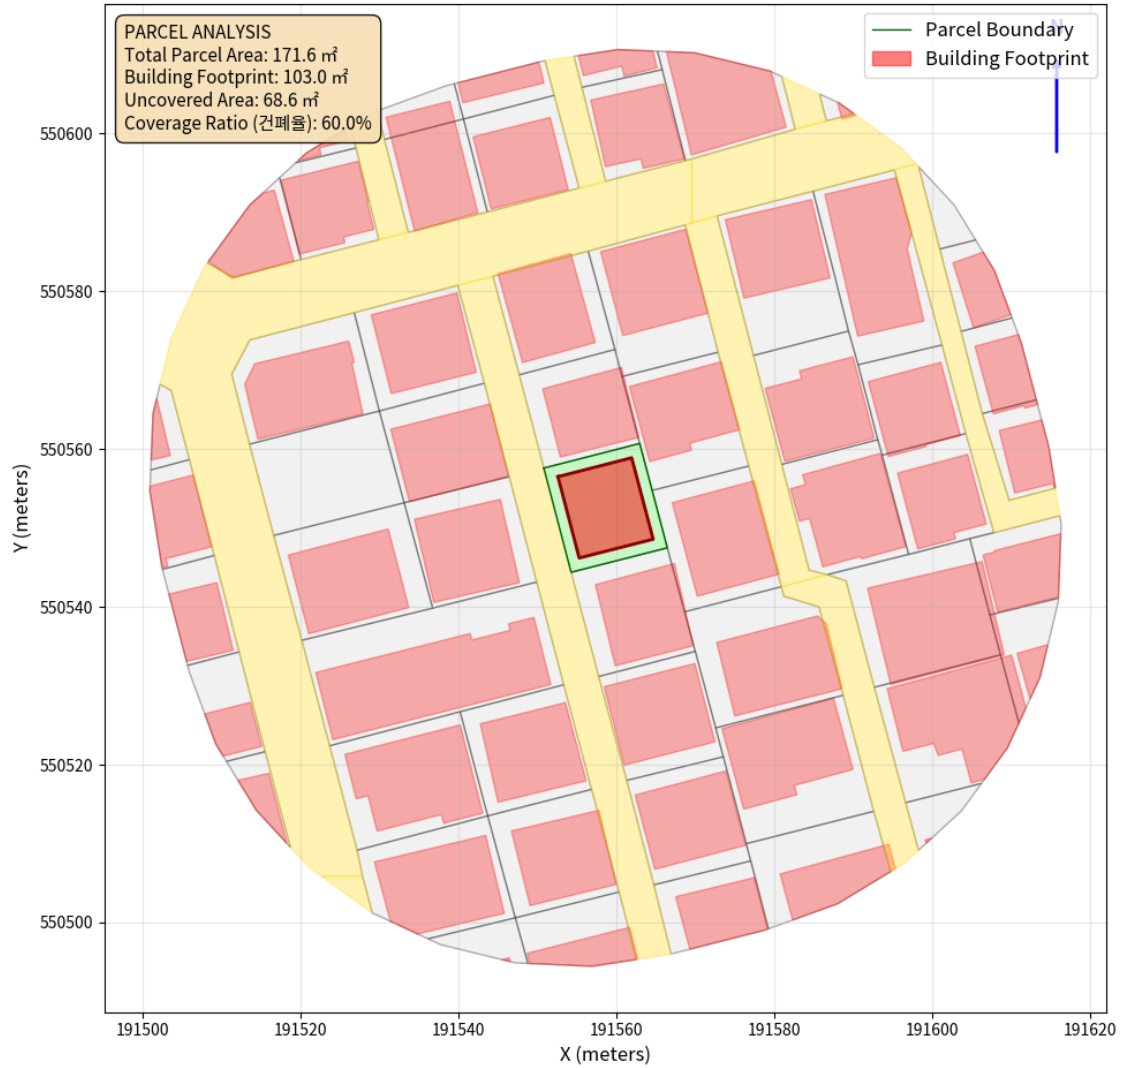 PARCEL ANALYSIS
Total Parcel Area: 171.6 ㎡
Building Footprint: 103.0 ㎡
Uncovered Area: 68.6 ㎡
Coverage Ratio (건폐율): 60.0%
Parcel Boundary
Building Footprint
N
550600
550580
550560
550540
550520
550500
Y (meters)
191500
191520
191540
191560
191580
191600
191620
X (meters)